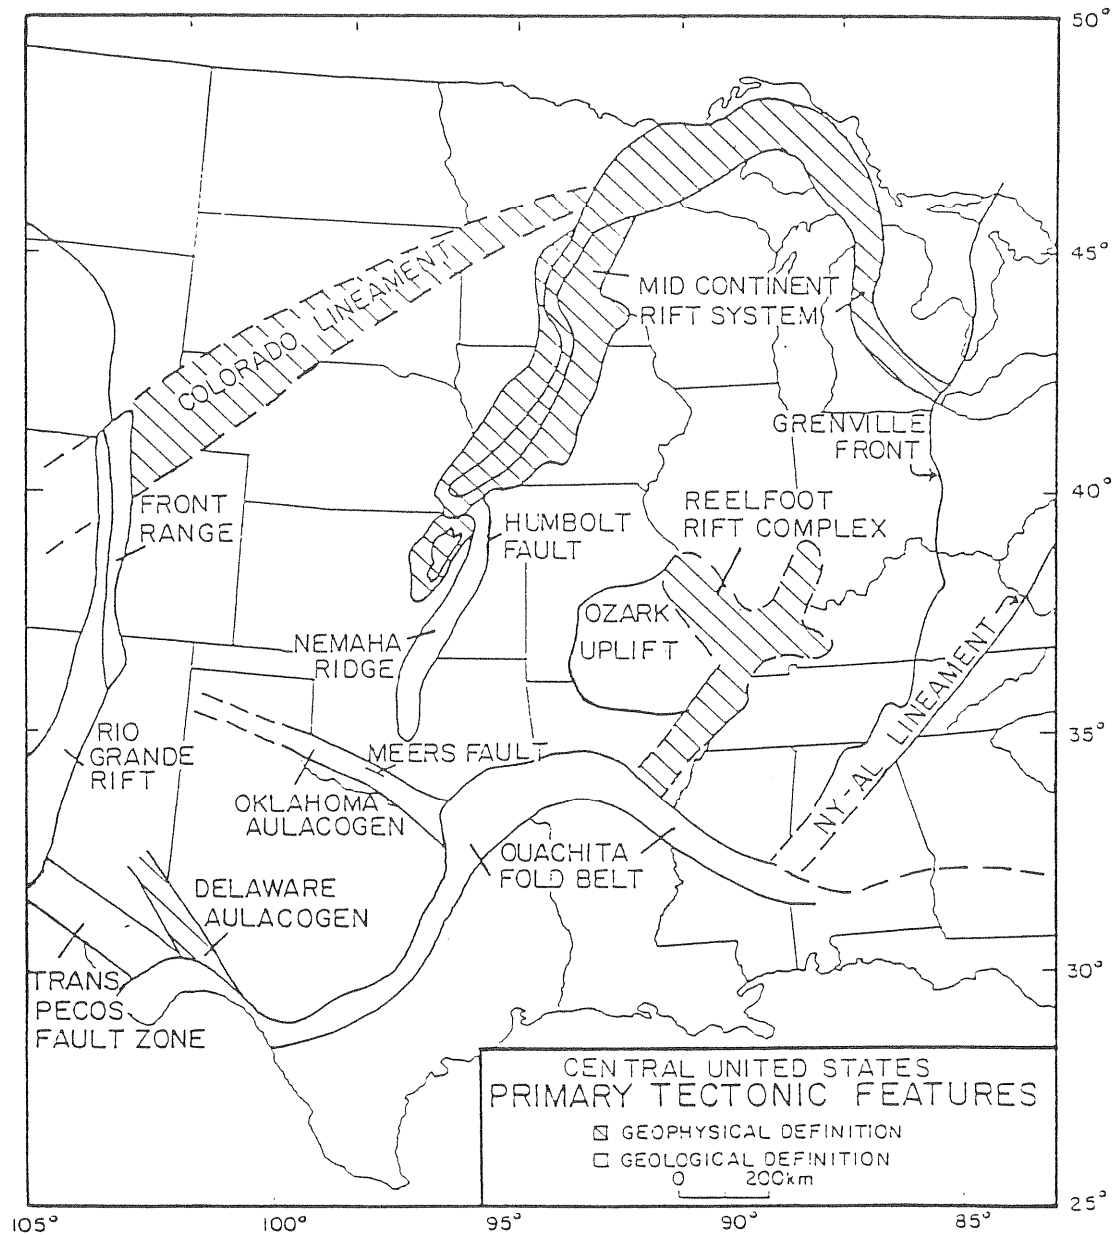 50°
45°
40°
35°
30°
25°
105°
100°
95°
90°
85°
COLORADO LINEAMENT
MID CONTINENT
RIFT SYSTEM
GRENVILLE
FRONT
FRONT
RANGE
HUMBOLT
FAULT
REELFOOT
RIFT COMPLEX
OZARK
UPLIFT
NEMAHA
RIDGE
NY-AL LINEAMENT
RIO
GRANDE
RIFT
MEERS FAULT
OKLAHOMA
AULACOGEN
OUACHITA
FOLD BELT
DELAWARE
AULACOGEN
TRANS
PECOS
FAULT ZONE
CENTRAL UNITED STATES
PRIMARY TECTONIC FEATURES
GEOPHYSICAL DEFINITION
GEOLOGICAL DEFINITION
0 200km